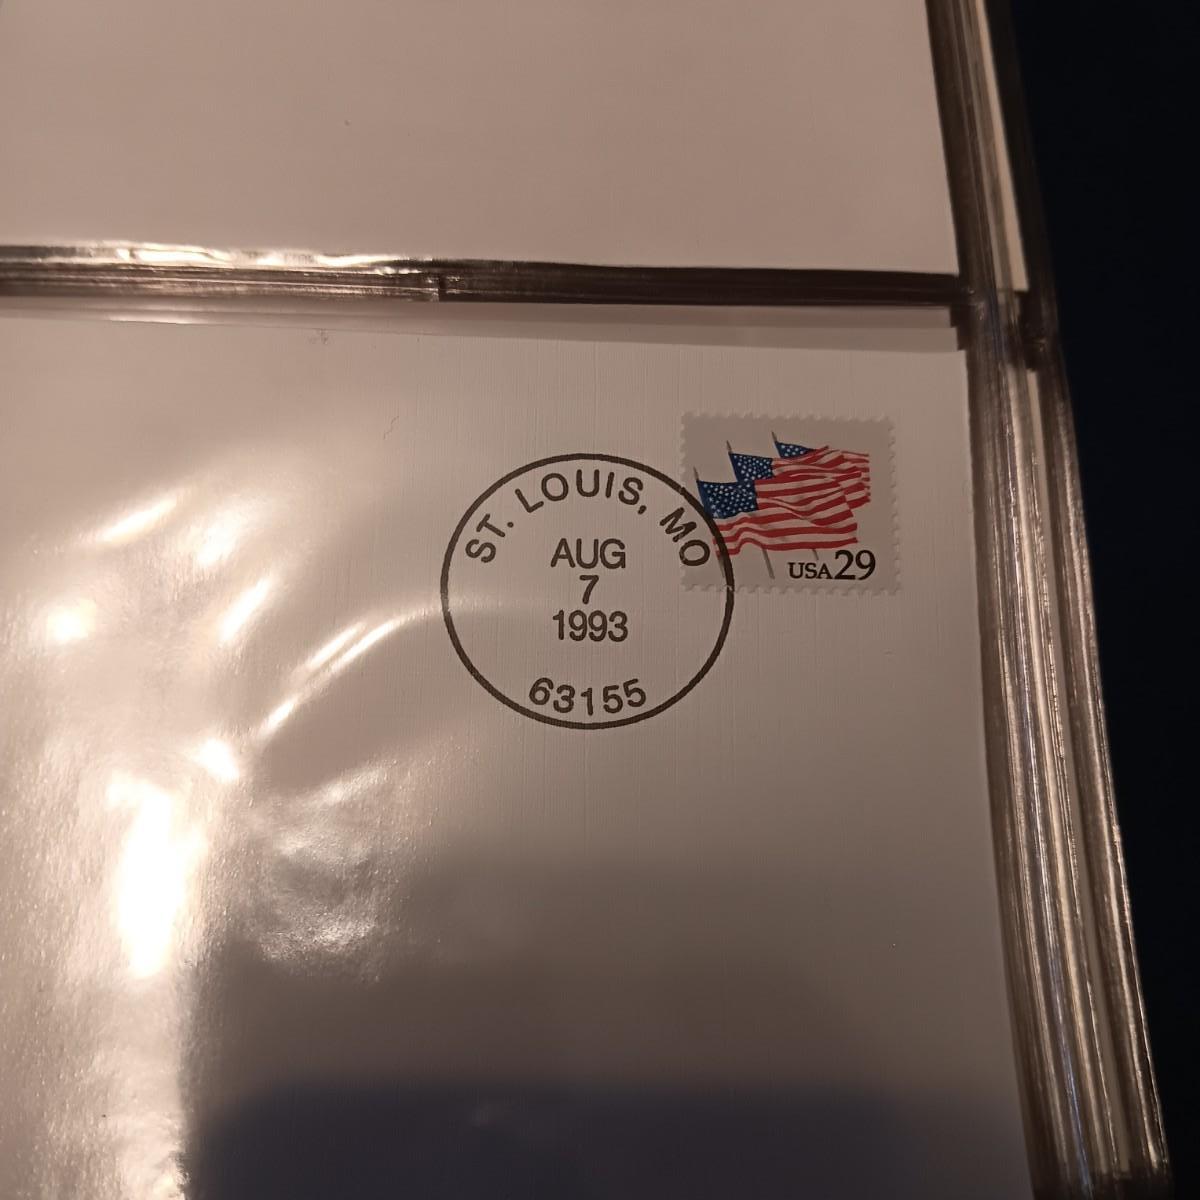 ST. LOUIS, MO
AUG
7
1993
63155
USA29